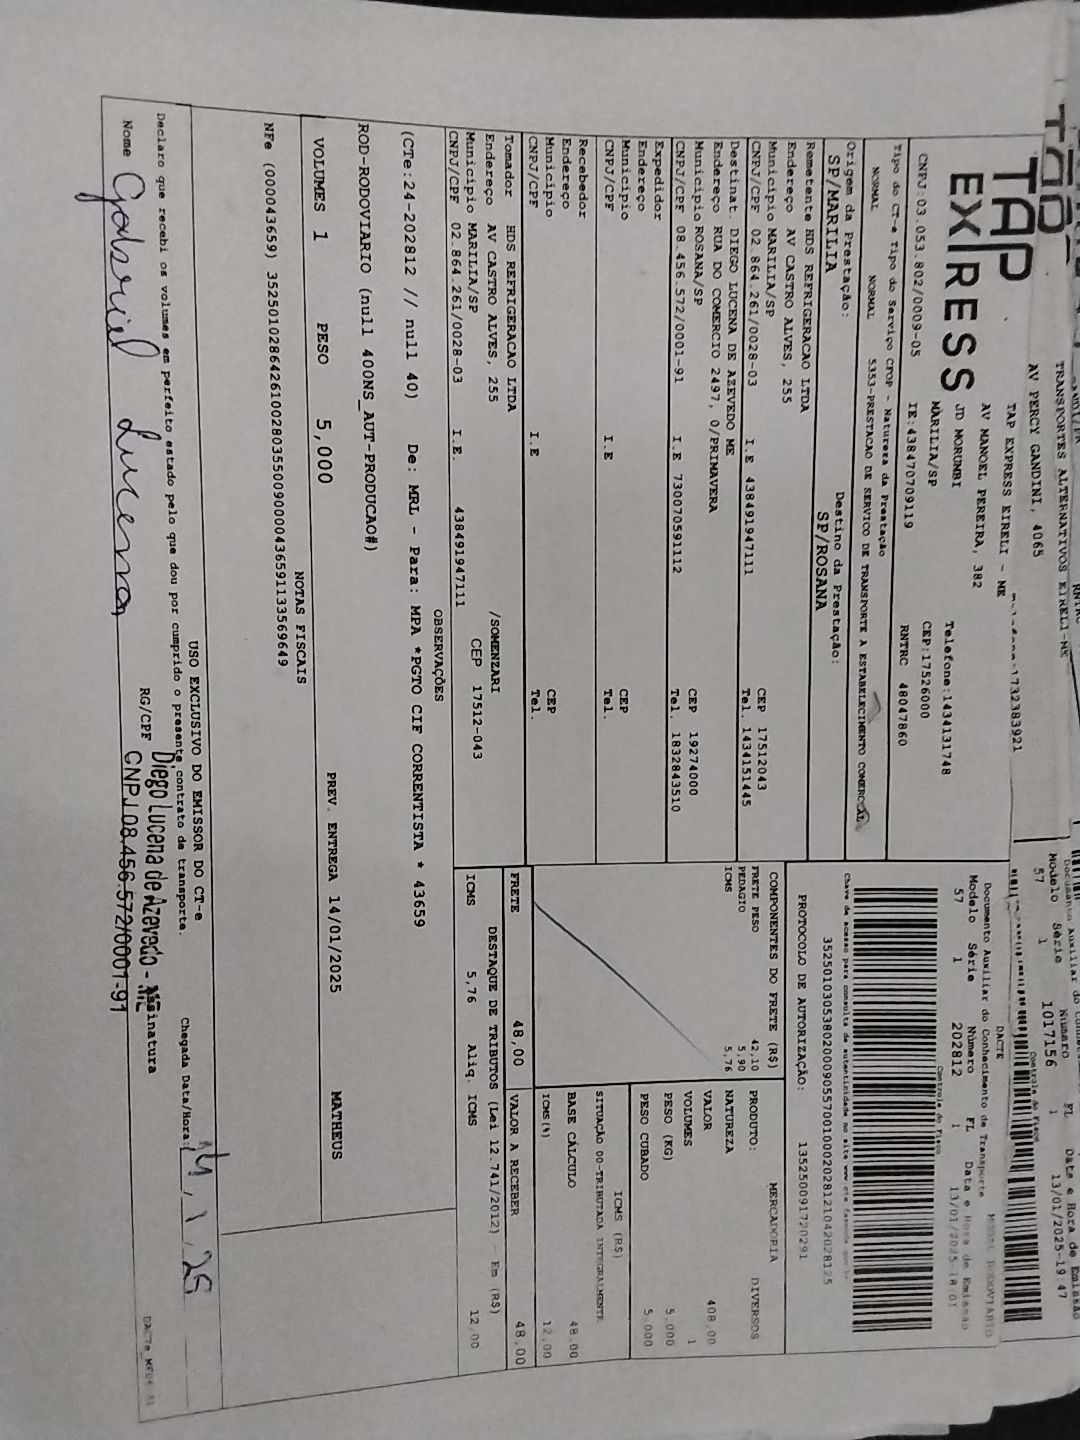 TRANSPORTES ALTERNATIVOS EIRELI-ME
AV PERCY GANDINI, 4065
Documento Auxiliar do
Modelo Série Número FL Data e Hora de Emissão
57 1 1017156 1 13/01/2025-19:47
Controle do Fisco
TAP
EXPRESS
TAP EXPRESS EIRELI - ME
AV MANOEL PEREIRA, 382
JD MORUMBI
MARILIA/SP
Telefone:1434131748
CEP:17526000
CNPJ:03.053.802/0009-05 IE:438470709119 RNTRC 48047860
DACTE
Documento Auxiliar do Conhecimento de Transporte MODAL RODOVIARIO
Modelo Série Número FL Data e Hora de Emissão
57 1 202812 1 13/01/2025-18:01
Controle do Fisco
Tipo do CT-e Tipo do Serviço CFOP - Natureza da Prestação
NORMAL NORMAL 5353-PRESTACAO DE SERVICO DE TRANSPORTE A ESTABELECIMENTO COMERCIAL
Chave de acesso para consulta de autenticidade no site www.cte.fazenda.gov.br
Origem da Prestação: Destino da Prestação:
SP/MARILIA SP/ROSANA
PROTOCOLO DE AUTORIZAÇÃO: 135250091720291
Remetente HDS REFRIGERACAO LTDA
Endereço AV CASTRO ALVES, 255
Município MARILIA/SP CEP 17512043
CNPJ/CPF 02.864.261/0028-03 I.E 438491947111 Tel. 1434151445
Destinat. DIEGO LUCENA DE AZEVEDO ME
Endereço RUA DO COMERCIO 2497, 0/PRIMAVERA
Município ROSANA/SP CEP 19274000
CNPJ/CPF 08.456.572/0001-91 I.E 730070591112 Tel. 1832843510
Expedidor
Endereço
Município CEP
CNPJ/CPF I.E Tel.
Recebedor
Endereço
Município CEP
CNPJ/CPF I.E Tel.
Tomador HDS REFRIGERACAO LTDA
Endereço AV CASTRO ALVES, 255 /SOMENZARI
Município MARILIA/SP CEP 17512-043
CNPJ/CPF 02.864.261/0028-03 I.E. 438491947111
COMPONENTES DO FRETE (R$)
FRETE PESO 42,10
PEDAGIO 5,90
ICMS 5,76
PRODUTO: MERCADORIA
NATUREZA DIVERSOS
VALOR 408,00
VOLUMES 1
PESO (KG) 5,000
PESO CUBADO 5,000
ICMS (R$)
SITUAÇÃO 00-TRIBUTADA INTEGRALMENTE
BASE CÁLCULO 48,00
ICMS(%) 12,00
FRETE 48,00 VALOR A RECEBER 48,00
DESTAQUE DE TRIBUTOS (Lei 12.741/2012) - Em (R$)
ICMS 5,76 Aliq. ICMS 12,00
OBSERVAÇÕES
(CTe:24-202812 // null 40) De: MRL - Para: MPA *PGTO CIF CORRENTISTA * 43659
ROD-RODOVIARIO (null 400NS_AUT-PRODUCAO#)
VOLUMES 1 PESO 5,000 PREV. ENTREGA 14/01/2025 MATHEUS
NOTAS FISCAIS
USO EXCLUSIVO DO EMISSOR DO CT-e
Declaro que recebi os volumes em perfeito estado pelo que dou por cumprido o presente contrato de transporte.
Chegada Data/Hora: 14, 1, 25
Nome Gabriel Lucena RG/CPF Diego Lucena de Azevedo - ME Assinatura
CNPJ 08.456.572/0001-91